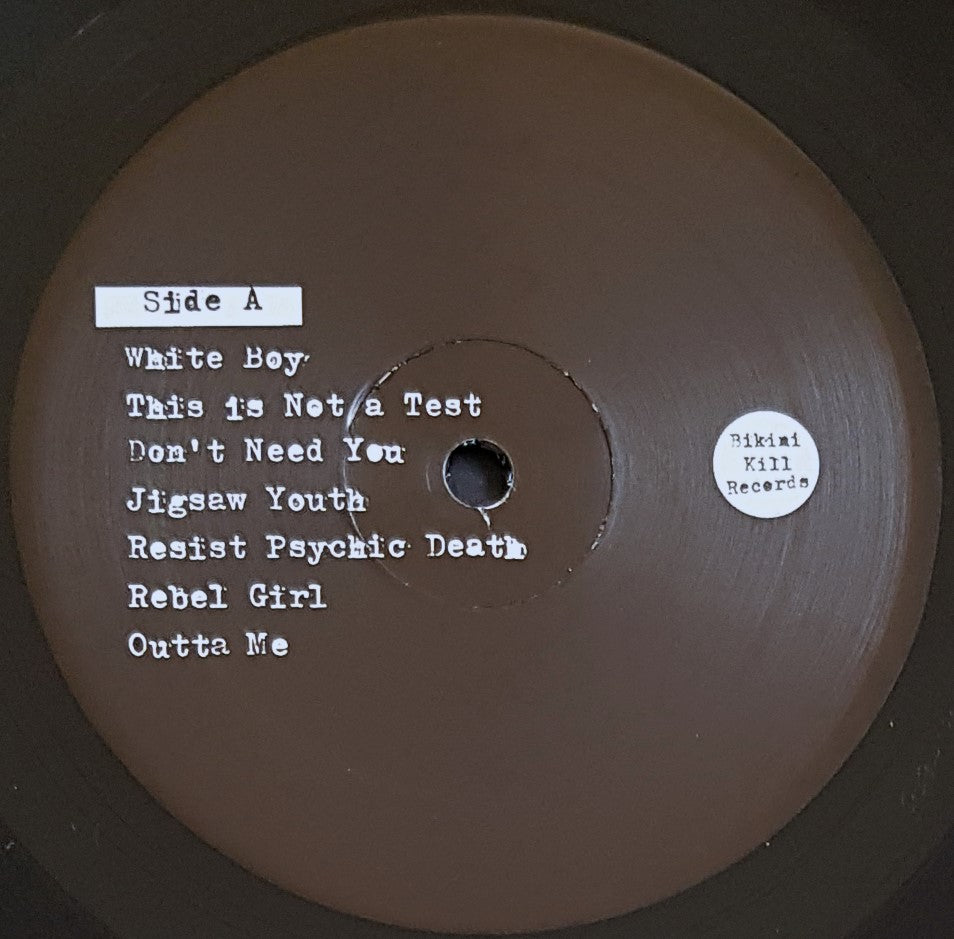 Side A
White Boy
This is Not a Test
Don't Need You
Jigsaw Youth
Resist Psychic Death
Rebel Girl
Outta Me
Bikini
Kill
Records